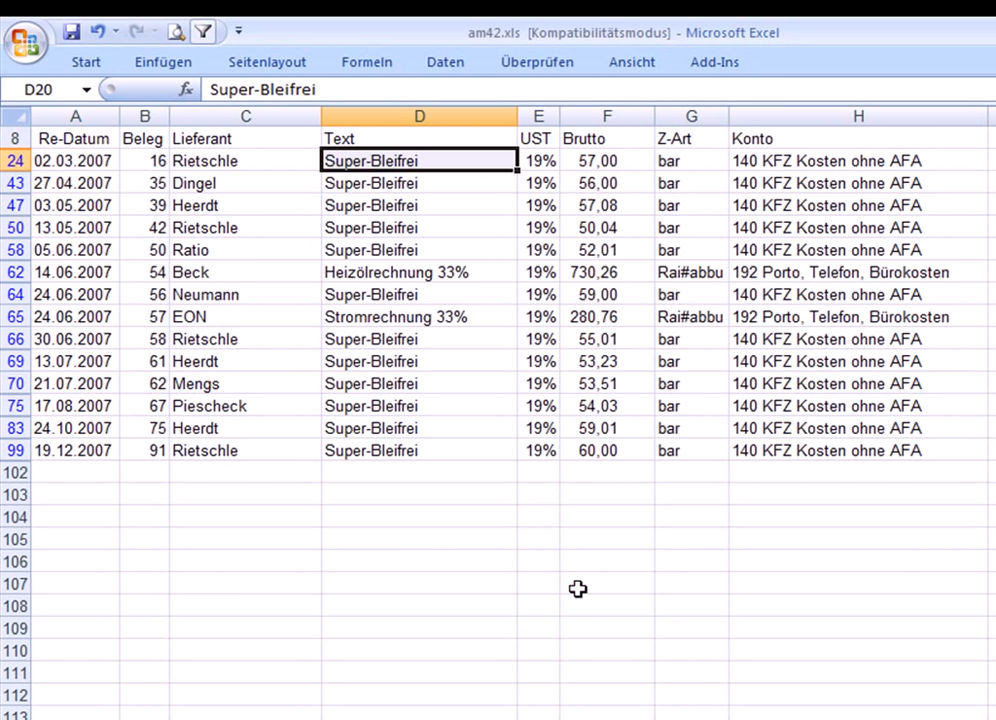 am42.xls [Kompatibilitätsmodus] - Microsoft Excel
Start Einfügen Seitenlayout Formeln Daten Überprüfen Ansicht Add-Ins
D20 fx Super-Bleifrei
A B C D E F G H
8 Re-Datum Beleg Lieferant Text UST Brutto Z-Art Konto
24 02.03.2007 16 Rietschle Super-Bleifrei 19% 57,00 bar 140 KFZ Kosten ohne AFA
43 27.04.2007 35 Dingel Super-Bleifrei 19% 56,00 bar 140 KFZ Kosten ohne AFA
47 03.05.2007 39 Heerdt Super-Bleifrei 19% 57,08 bar 140 KFZ Kosten ohne AFA
50 13.05.2007 42 Rietschle Super-Bleifrei 19% 50,04 bar 140 KFZ Kosten ohne AFA
58 05.06.2007 50 Ratio Super-Bleifrei 19% 52,01 bar 140 KFZ Kosten ohne AFA
62 14.06.2007 54 Beck Heizölrechnung 33% 19% 730,26 Rai#abbu 192 Porto, Telefon, Bürokosten
64 24.06.2007 56 Neumann Super-Bleifrei 19% 59,00 bar 140 KFZ Kosten ohne AFA
65 24.06.2007 57 EON Stromrechnung 33% 19% 280,76 Rai#abbu 192 Porto, Telefon, Bürokosten
66 30.06.2007 58 Rietschle Super-Bleifrei 19% 55,01 bar 140 KFZ Kosten ohne AFA
69 13.07.2007 61 Heerdt Super-Bleifrei 19% 53,23 bar 140 KFZ Kosten ohne AFA
70 21.07.2007 62 Mengs Super-Bleifrei 19% 53,51 bar 140 KFZ Kosten ohne AFA
75 17.08.2007 67 Piescheck Super-Bleifrei 19% 54,03 bar 140 KFZ Kosten ohne AFA
83 24.10.2007 75 Heerdt Super-Bleifrei 19% 59,01 bar 140 KFZ Kosten ohne AFA
99 19.12.2007 91 Rietschle Super-Bleifrei 19% 60,00 bar 140 KFZ Kosten ohne AFA
102
103
104
105
106
107
108
109
110
111
112
113